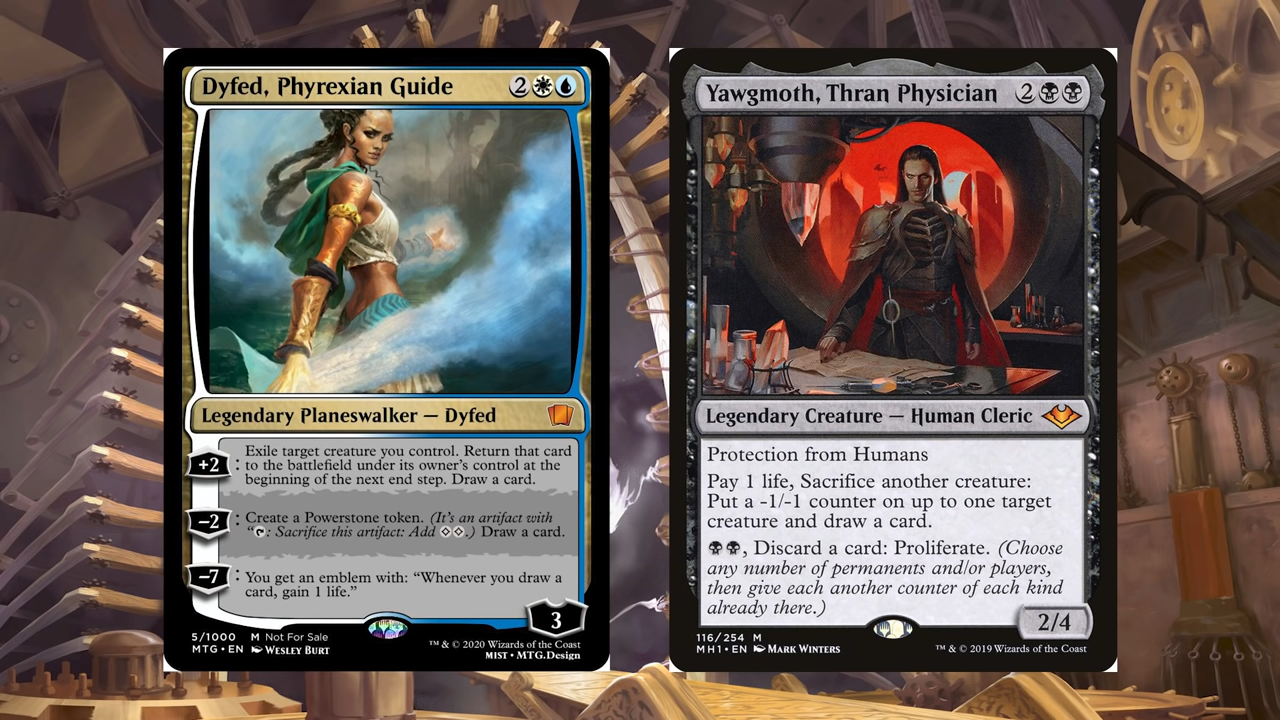 Dyfed, Phyrexian Guide 2
Legendary Planeswalker — Dyfed
+2 : Exile target creature you control. Return that card
to the battlefield under its owner's control at the
beginning of the next end step. Draw a card.
−2 : Create a Powerstone token. (It's an artifact with
": Sacrifice this artifact: Add .) Draw a card.
−7 : You get an emblem with: "Whenever you draw a
card, gain 1 life."
3
5/1000 M Not For Sale
MTG • EN Wesley Burt
™ & © 2020 Wizards of the Coast
MIST • MTG.Design
Yawgmoth, Thran Physician 2
Legendary Creature — Human Cleric
Protection from Humans
Pay 1 life, Sacrifice another creature:
Put a -1/-1 counter on up to one target
creature and draw a card.
, Discard a card: Proliferate. (Choose
any number of permanents and/or players,
then give each another counter of each kind
already there.)
2/4
116/254 M
MH1 • EN Mark Winters
™ & © 2019 Wizards of the Coast